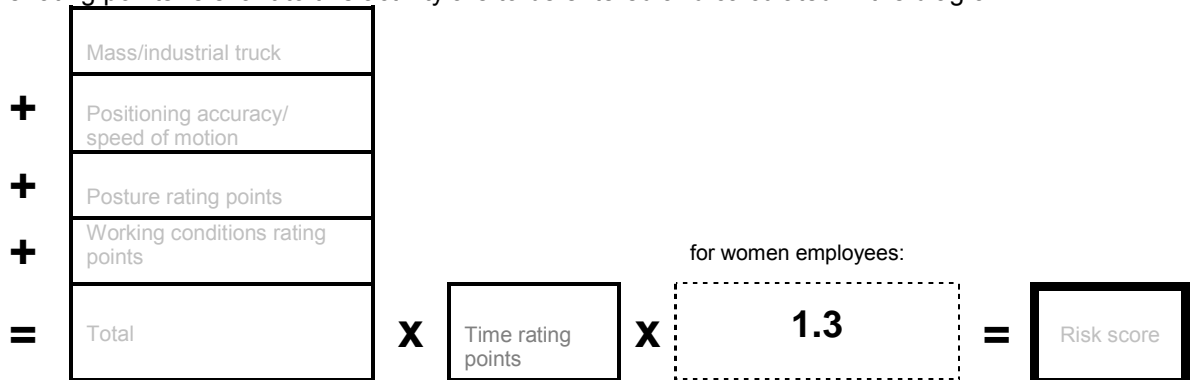 Mass/industrial truck
+
Positioning accuracy/
speed of motion
+
Posture rating points
+
Working conditions rating
points
for women employees:
=
Total
X
Time rating
points
X
1.3
=
Risk score